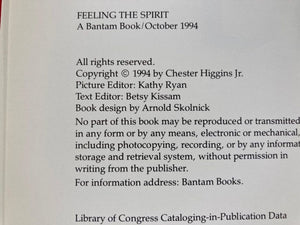 FEELING THE SPIRIT
A Bantam Book/October 1994
All rights reserved.
Copyright © 1994 by Chester Higgins Jr.
Picture Editor: Kathy Ryan
Text Editor: Betsy Kissam
Book design by Arnold Skolnick
No part of this book may be reproduced or transmitted
in any form or by any means, electronic or mechanical,
including photocopying, recording, or by any informat
storage and retrieval system, without permission in
writing from the publisher.
For information address: Bantam Books.
Library of Congress Cataloging-in-Publication Data